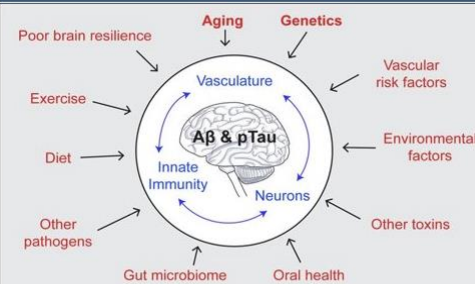 Aging
Genetics
Poor brain resilience
Vascular
risk factors
Vasculature
Exercise
Aβ & pTau
Environmental
factors
Diet
Innate
Immunity
Neurons
Other
pathogens
Other toxins
Gut microbiome
Oral health